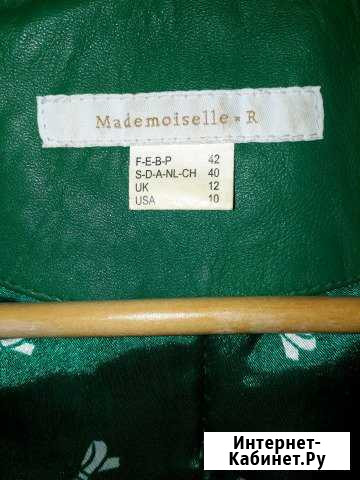 Mademoiselle R
F-E-B-P 42
S-D-A-NL-CH 40
UK 12
USA 10
Интернет-
Кабинет.Ру